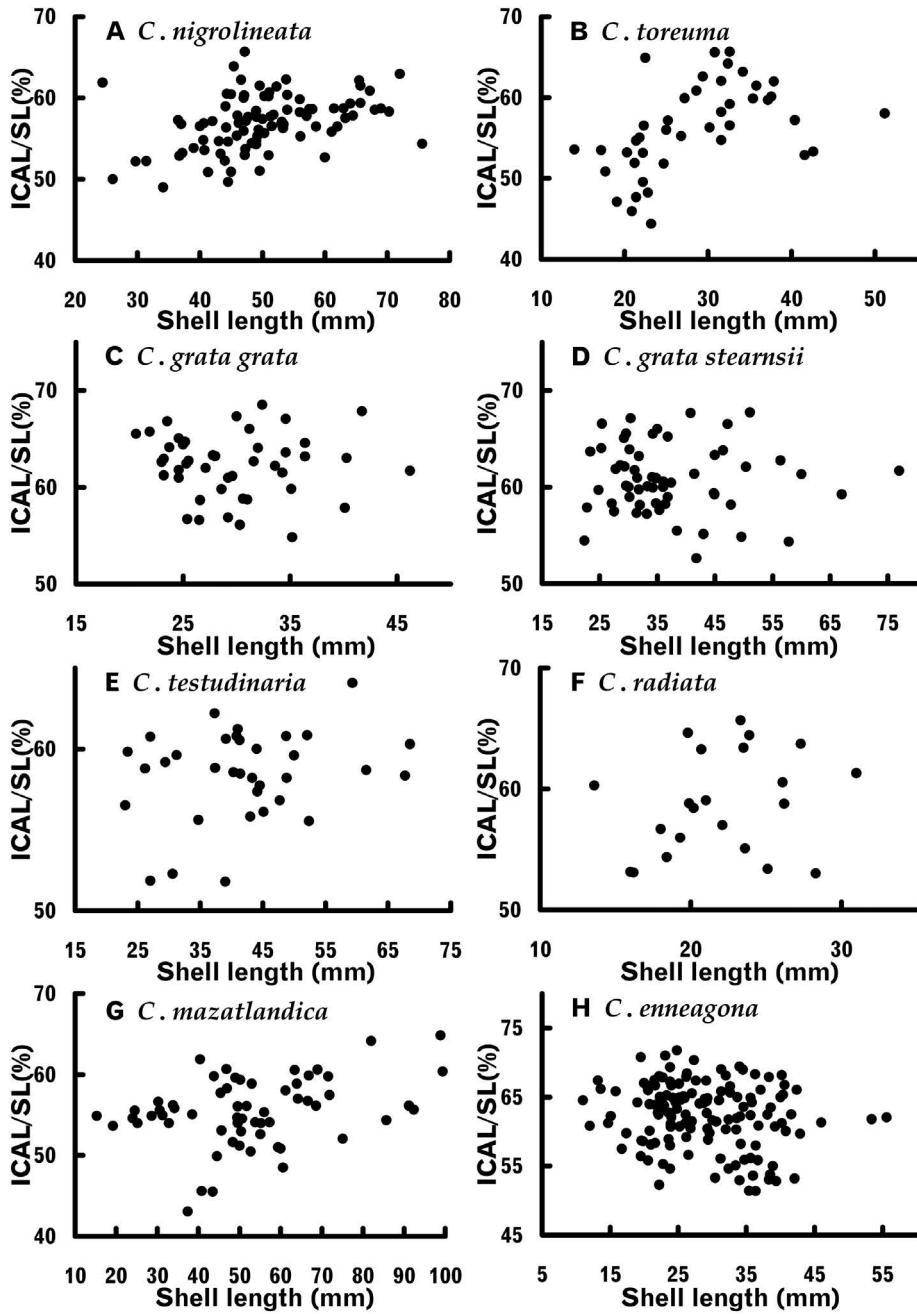 A C. nigrolineata
ICAL/SL(%)
70
60
50
40
20 30 40 50 60 70 80
Shell length (mm)
B C. toreuma
ICAL/SL(%)
70
60
50
40
10 20 30 40 50
Shell length (mm)
C C. grata grata
ICAL/SL(%)
70
60
50
15 25 35 45
Shell length (mm)
D C. grata stearnsii
ICAL/SL(%)
70
60
50
15 25 35 45 55 65 75
Shell length (mm)
E C. testudinaria
ICAL/SL(%)
60
50
15 25 35 45 55 65 75
Shell length (mm)
F C. radiata
ICAL/SL(%)
70
60
50
10 20 30
Shell length (mm)
G C. mazatlandica
ICAL/SL(%)
70
60
50
40
10 20 30 40 50 60 70 80 90 100
Shell length (mm)
H C. enneagona
ICAL/SL(%)
75
65
55
45
5 15 25 35 45 55
Shell length (mm)